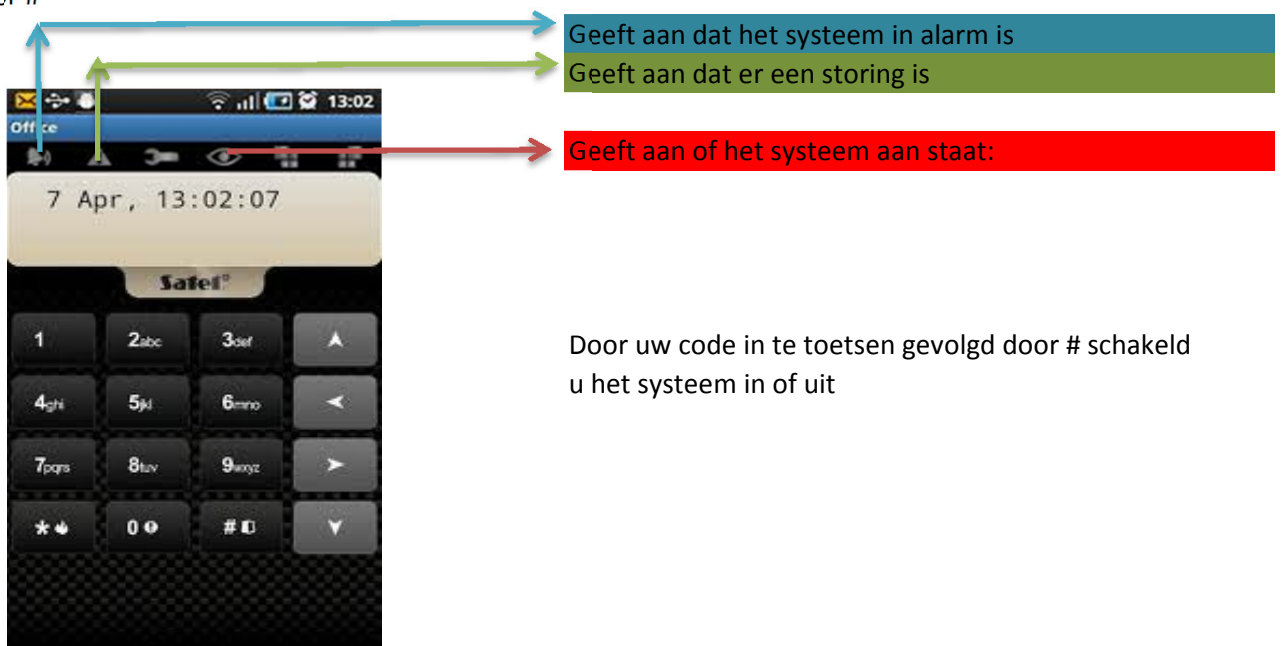 Geeft aan dat het systeem in alarm is
Geeft aan dat er een storing is
13:02
Office
Geeft aan of het systeem aan staat:
7 Apr, 13:02:07
Satel®
1 2abc 3def
Door uw code in te toetsen gevolgd door # schakeld
u het systeem in of uit
4ghi 5jkl 6mno
7pqrs 8tuv 9wxyz
* 0 #